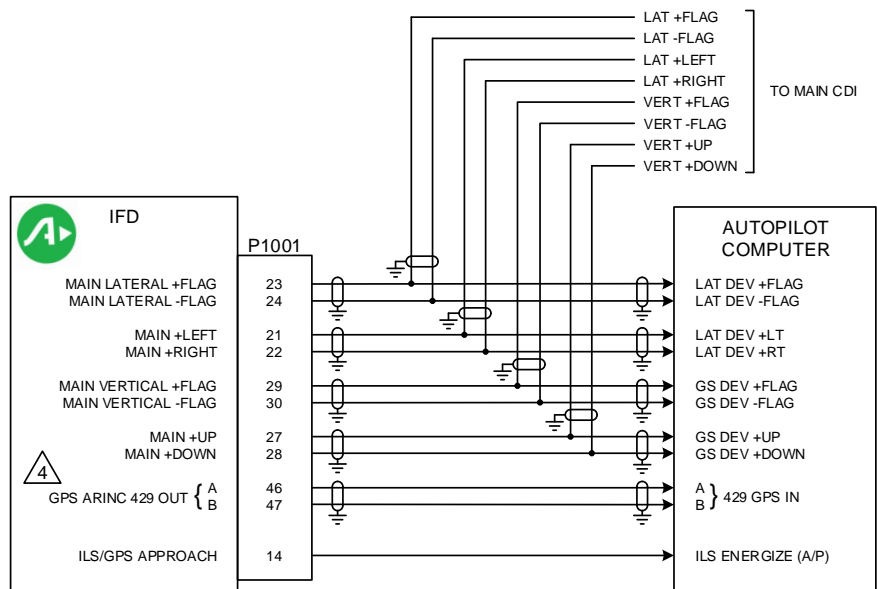 LAT +FLAG
LAT -FLAG
LAT +LEFT
LAT +RIGHT
VERT +FLAG
VERT -FLAG
VERT +UP
VERT +DOWN
TO MAIN CDI
IFD
P1001
AUTOPILOT
COMPUTER
MAIN LATERAL +FLAG 23 LAT DEV +FLAG
MAIN LATERAL -FLAG 24 LAT DEV -FLAG
MAIN +LEFT 21 LAT DEV +LT
MAIN +RIGHT 22 LAT DEV +RT
MAIN VERTICAL +FLAG 29 GS DEV +FLAG
MAIN VERTICAL -FLAG 30 GS DEV -FLAG
MAIN +UP 27 GS DEV +UP
MAIN +DOWN 28 GS DEV +DOWN
4
GPS ARINC 429 OUT { A 46 A } 429 GPS IN
B 47 B
ILS/GPS APPROACH 14 ILS ENERGIZE (A/P)